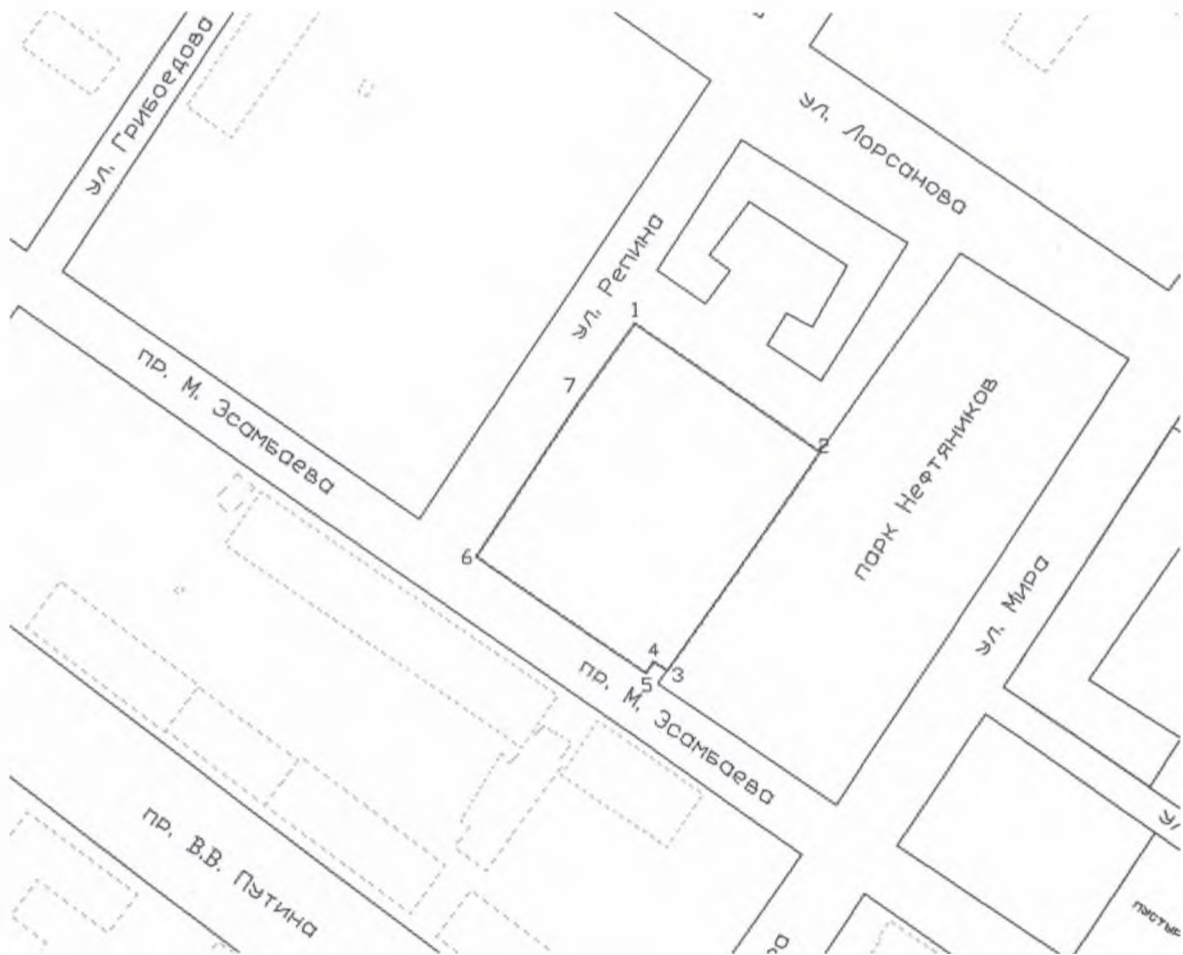 ул. Грибоедова
ул. Лорсанова
ул. Репина
1
7
2
пр. М. Эсамбаева
парк Нефтяников
6
ул. Мира
4
3
5
пр. М. Эсамбаева
пр. В.В. Путина